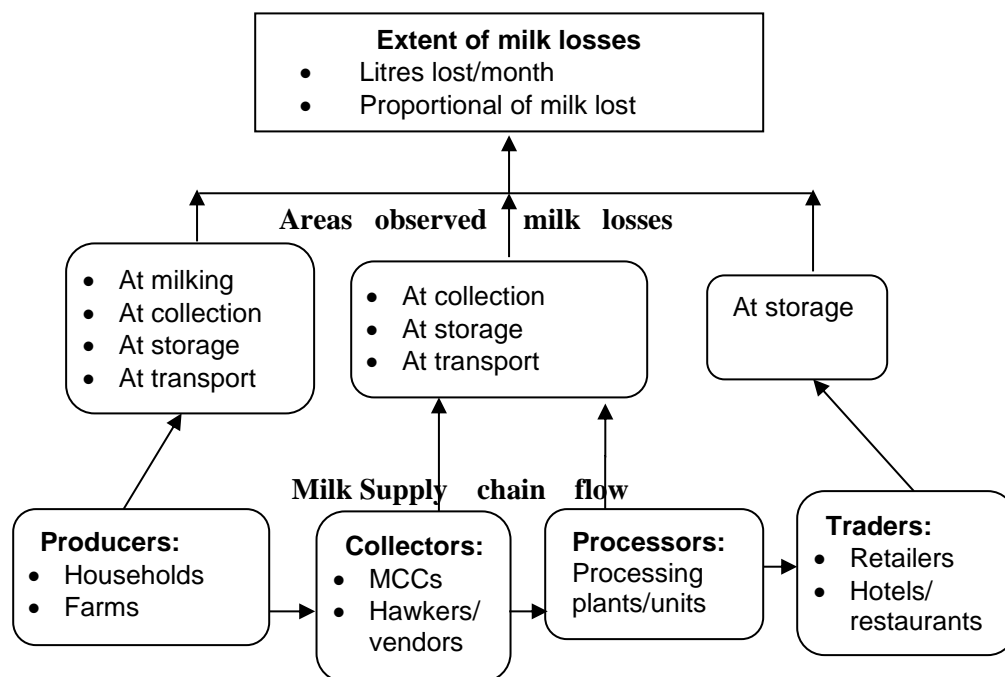 Extent of milk losses
• Litres lost/month
• Proportional of milk lost
Areas observed milk losses
• At milking
• At collection
• At storage
• At transport
• At collection
• At storage
• At transport
At storage
Milk Supply chain flow
Producers:
• Households
• Farms
Collectors:
• MCCs
• Hawkers/
vendors
Processors:
Processing
plants/units
Traders:
• Retailers
• Hotels/
restaurants